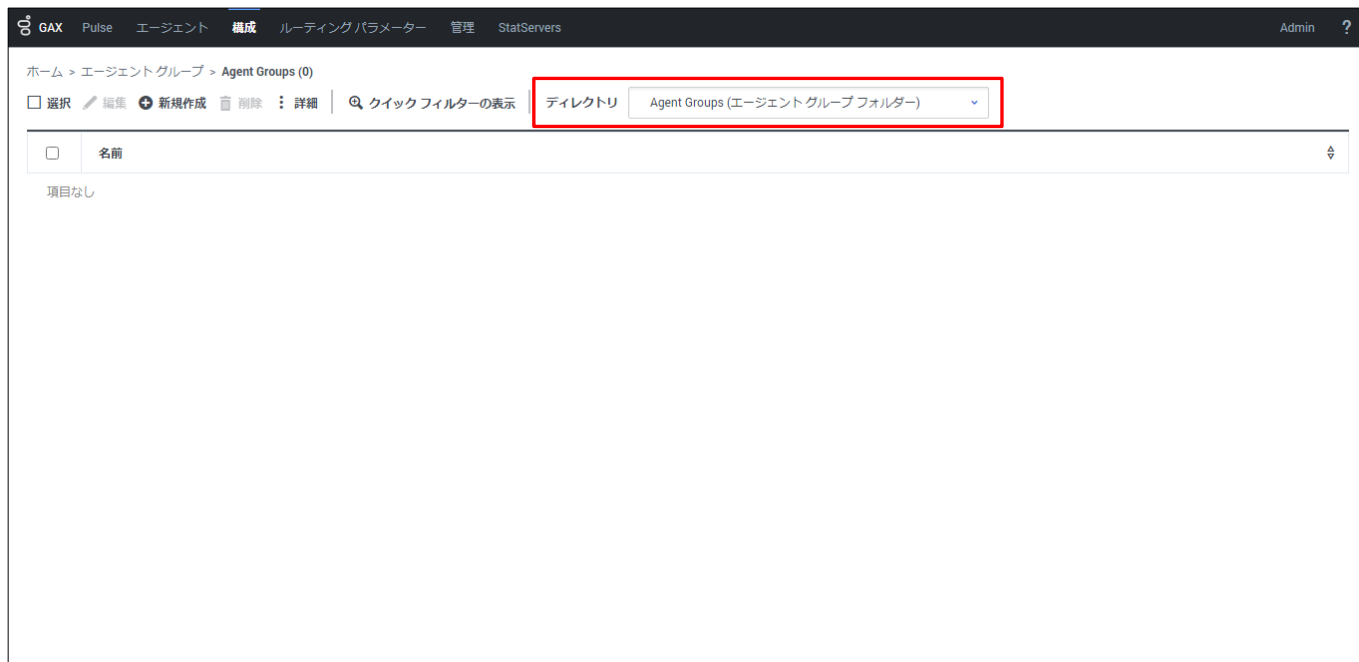 GAX Pulse エージェント 構成 ルーティング パラメーター 管理 StatServers Admin ?
ホーム > エージェント グループ > Agent Groups (0)
選択 編集 新規作成 削除 詳細 クイック フィルターの表示 ディレクトリ Agent Groups (エージェント グループ フォルダー)
名前
項目なし